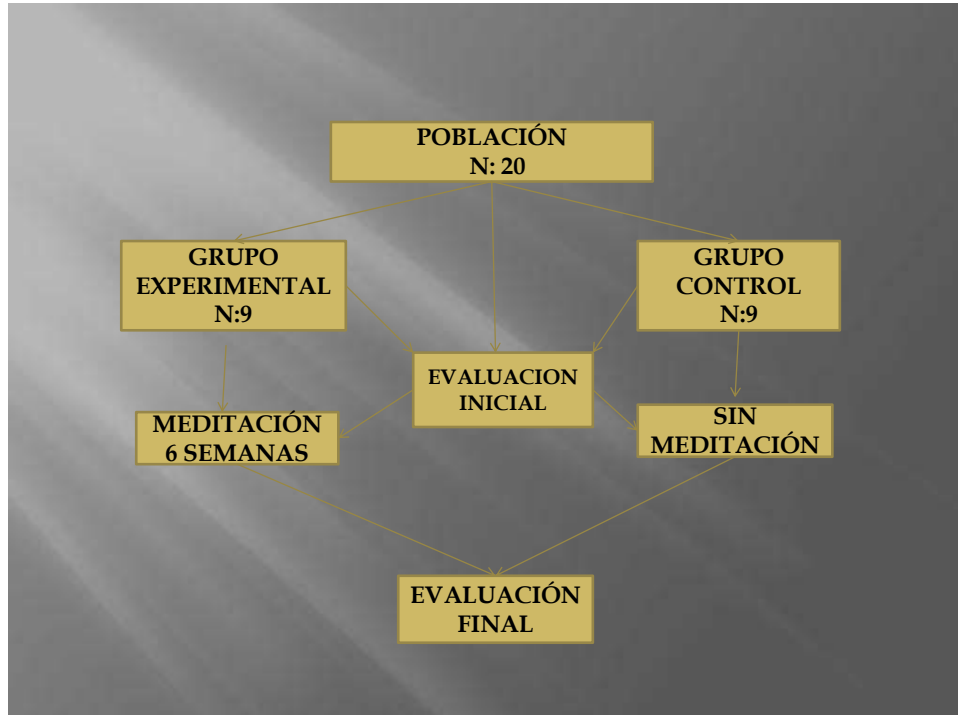 POBLACIÓN
N: 20
GRUPO
EXPERIMENTAL
N:9
GRUPO
CONTROL
N:9
EVALUACION
INICIAL
MEDITACIÓN
6 SEMANAS
SIN
MEDITACIÓN
EVALUACIÓN
FINAL